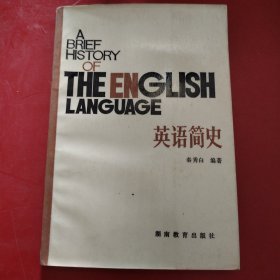 A
BRIEF
HISTORY
OF
THE ENGLISH
LANGUAGE
英语简史
秦秀白 编著
湖南教育出版社